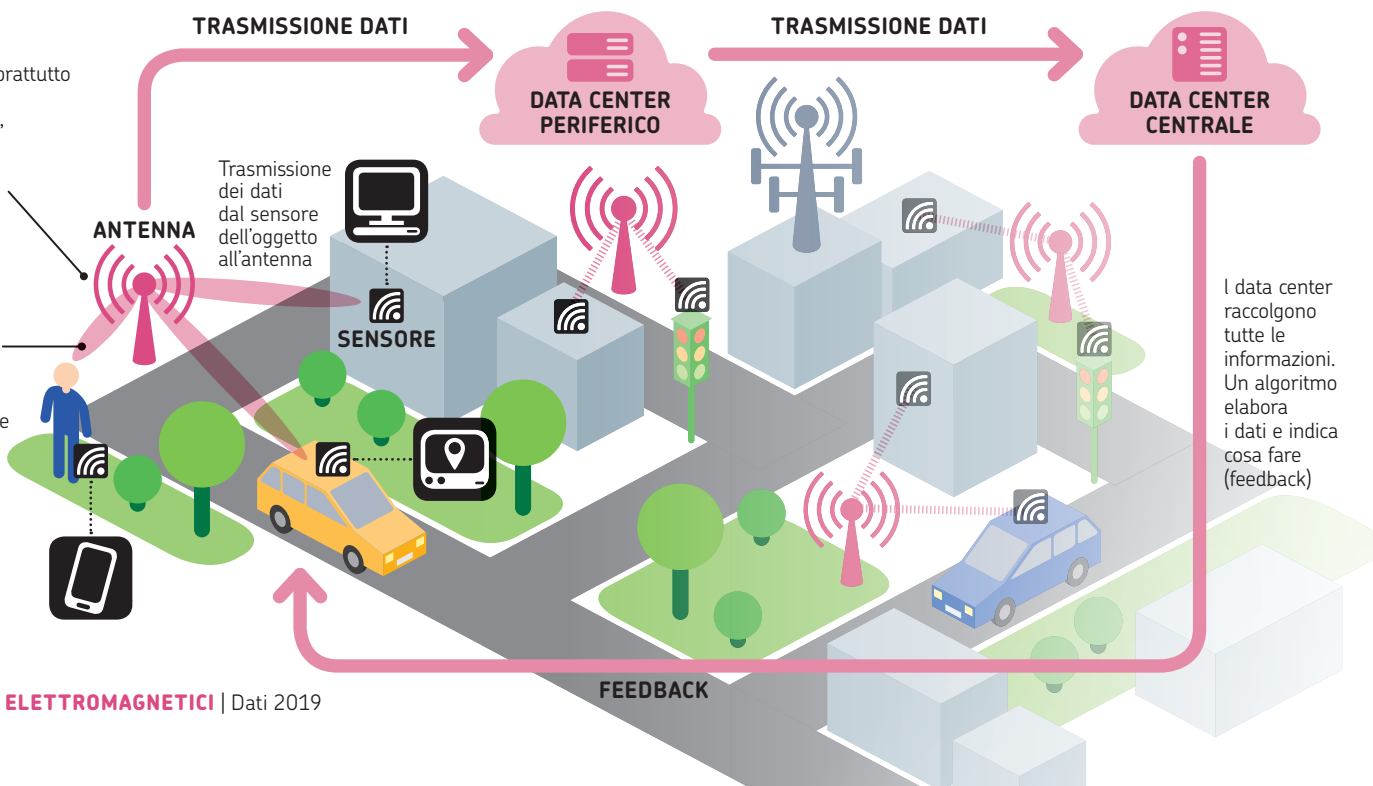 TRASMISSIONE DATI
TRASMISSIONE DATI
DATA CENTER
PERIFERICO
DATA CENTER
CENTRALE
prattutto
,
Trasmissione
dei dati
dal sensore
dell'oggetto
all'antenna
ANTENNA
SENSORE
e
I data center
raccolgono
tutte le
informazioni.
Un algoritmo
elabora
i dati e indica
cosa fare
(feedback)
FEEDBACK
ELETTROMAGNETICI | Dati 2019